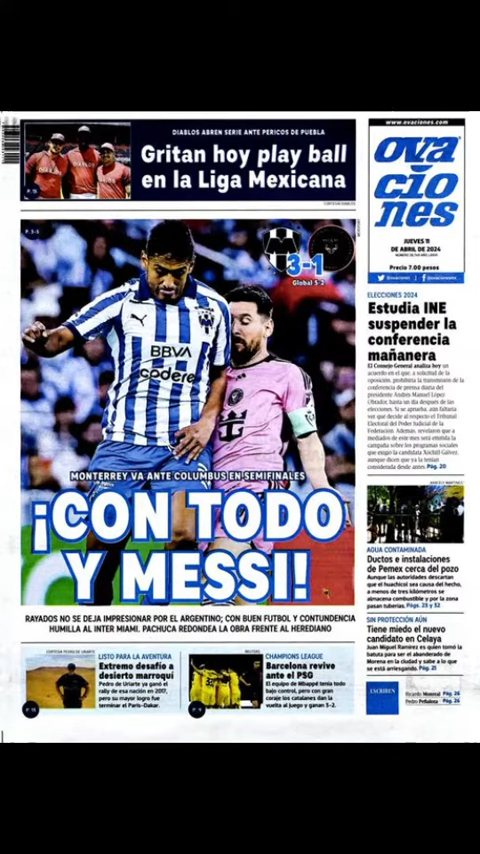 DIABLOS ABREN SERIE ANTE PERICOS DE PUEBLA
Gritan hoy play ball
en la Liga Mexicana
www.ovaciones.com
ova
cio
nes
JUEVES 11
DE ABRIL DE 2024
Precio 7.00 pesos
3-1
Global 5-2
MONTERREY VA ANTE COLUMBUS EN SEMIFINALES
¡CON TODO
Y MESSI!
BBVA
codere
RAYADOS NO SE DEJA IMPRESIONAR POR EL ARGENTINO; CON BUEN FUTBOL Y CONTUNDENCIA
HUMILLA AL INTER MIAMI. PACHUCA REDONDEA LA OBRA FRENTE AL HEREDIANO
LISTO PARA LA AVENTURA
Extremo desafío a
desierto marroquí
Pedro de Uriarte ya ganó el
rally de esa nación en 2017,
pero su mayor logro fue
terminar el París-Dakar.
CHAMPIONS LEAGUE
Barcelona revive
ante el PSG
El equipo de Mbappé tenía todo
bajo control, pero con gran
coraje los catalanes dan la
vuelta al juego y ganan 3-2.
ELECCIONES 2024
Estudia INE
suspender la
conferencia
mañanera
El Consejo General analiza hoy un
acuerdo en el que, a solicitud de la
oposición, prohibiría la transmisión de la
conferencia de prensa diaria del
presidente Andrés Manuel López
Obrador, hasta un día después de las
elecciones. Si se aprueba, aún faltaría
ver qué decide al respecto el Tribunal
Electoral del Poder Judicial de la
Federación. Además, revelaron que a
mediados de este mes será emitida la
campaña sobre los programas sociales
que exigió la candidata Xóchitl Gálvez,
aunque dicen que ya la tenían
considerada desde antes Pág. 20
AGUA CONTAMINADA
Ductos e instalaciones
de Pemex cerca del pozo
Aunque las autoridades descartan
que el huachicol sea causa del hecho,
a menos de tres kilómetros se
almacena combustible y por la zona
pasan tuberías. Págs. 23 y 32
SIN PROTECCIÓN AÚN
Tiene miedo el nuevo
candidato en Celaya
Juan Miguel Ramírez es quien tomó la
batuta para ser el abanderado de
Morena en la ciudad y sabe a lo que
se está arriesgando. Pág. 21
ESCRIBEN
Ricardo Monreal Pág. 26
Pedro Peñaloza Pág. 26